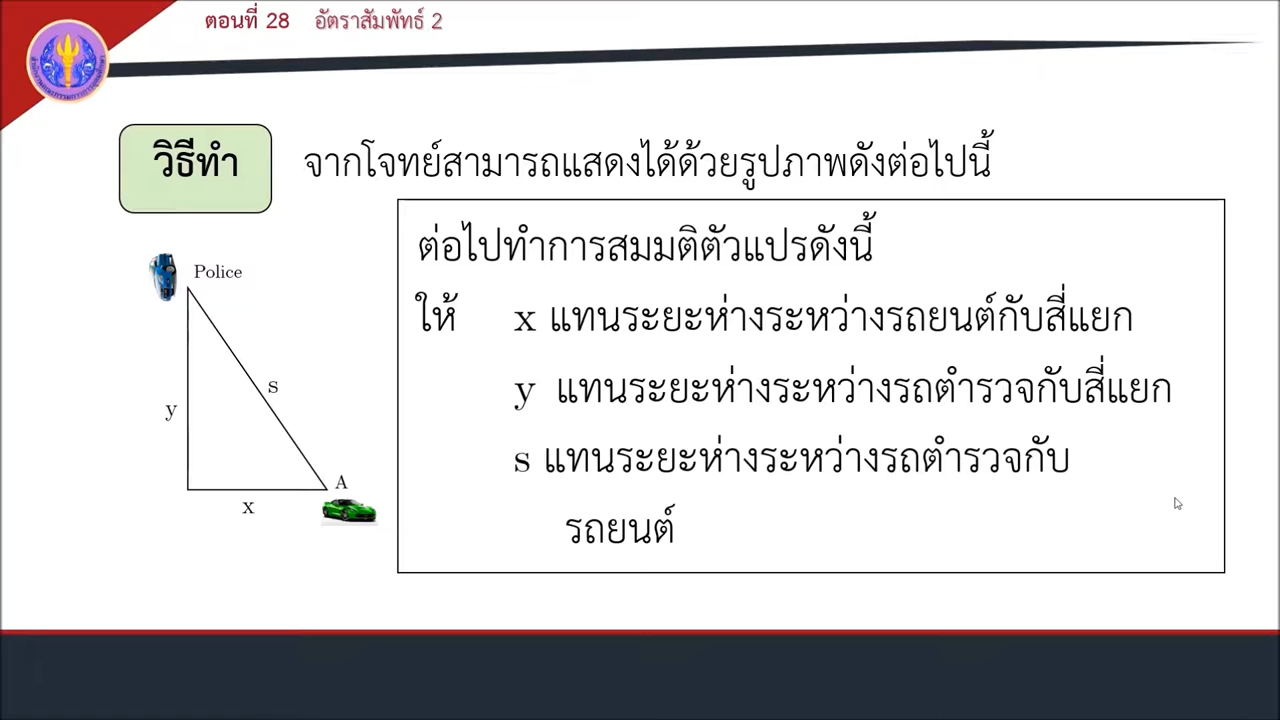 ตอนที่ 28 อัตราสัมพัทธ์ 2
วิธีทำ
จากโจทย์สามารถแสดงได้ด้วยรูปภาพดังต่อไปนี้
ต่อไปทำการสมมติตัวแปรดังนี้
ให้ x แทนระยะห่างระหว่างรถยนต์กับสี่แยก
y แทนระยะห่างระหว่างรถตำรวจกับสี่แยก
s แทนระยะห่างระหว่างรถตำรวจกับ
รถยนต์
Police
s
y
A
x